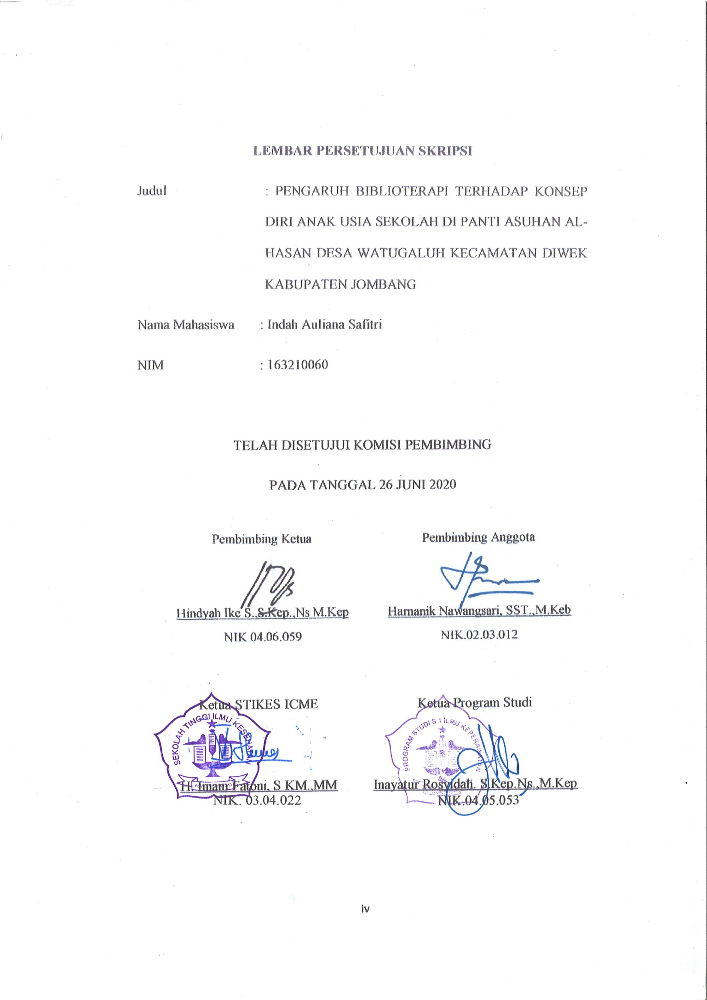 LEMBAR PERSETUJUAN SKRIPSI
Judul : PENGARUH BIBLIOTERAPI TERHADAP KONSEP
DIRI ANAK USIA SEKOLAH DI PANTI ASUHAN AL-
HASAN DESA WATUGALUH KECAMATAN DIWEK
KABUPATEN JOMBANG
Nama Mahasiswa : Indah Auliana Safitri
NIM : 163210060
TELAH DISETUJUI KOMISI PEMBIMBING
PADA TANGGAL 26 JUNI 2020
Pembimbing Ketua Pembimbing Anggota
Hindyah Ike S.,S.Kep.,Ns M.Kep Hamanik Nawangsari, SST.,M.Keb
NIK 04.06.059 NIK.02.03.012
Ketua STIKES ICME Ketua Program Studi
SEKOLAH TINGGI ILMU KESEHATAN PROGRAM STUDI S 1 ILMU KEPERAWATAN
H. Imam Fatoni, S KM.,MM Inayatur Rosyidah. S.Kep.Ns.,M.Kep
NIK. 03.04.022 NIK.04.05.053
iv